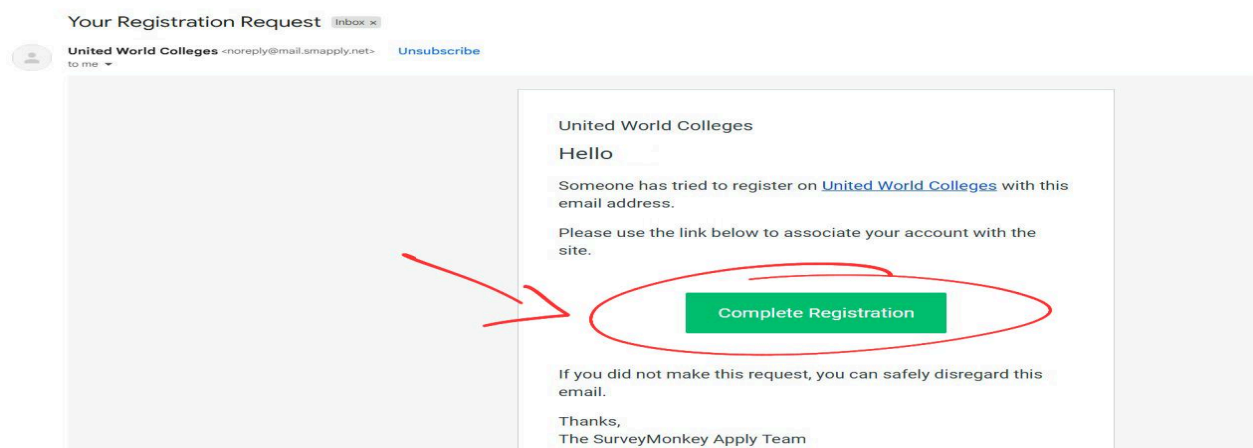 Your Registration Request Inbox x
United World Colleges <noreply@mail.smapply.net> Unsubscribe
to me
United World Colleges
Hello
Someone has tried to register on United World Colleges with this
email address.
Please use the link below to associate your account with the
site.
Complete Registration
If you did not make this request, you can safely disregard this
email.
Thanks,
The SurveyMonkey Apply Team